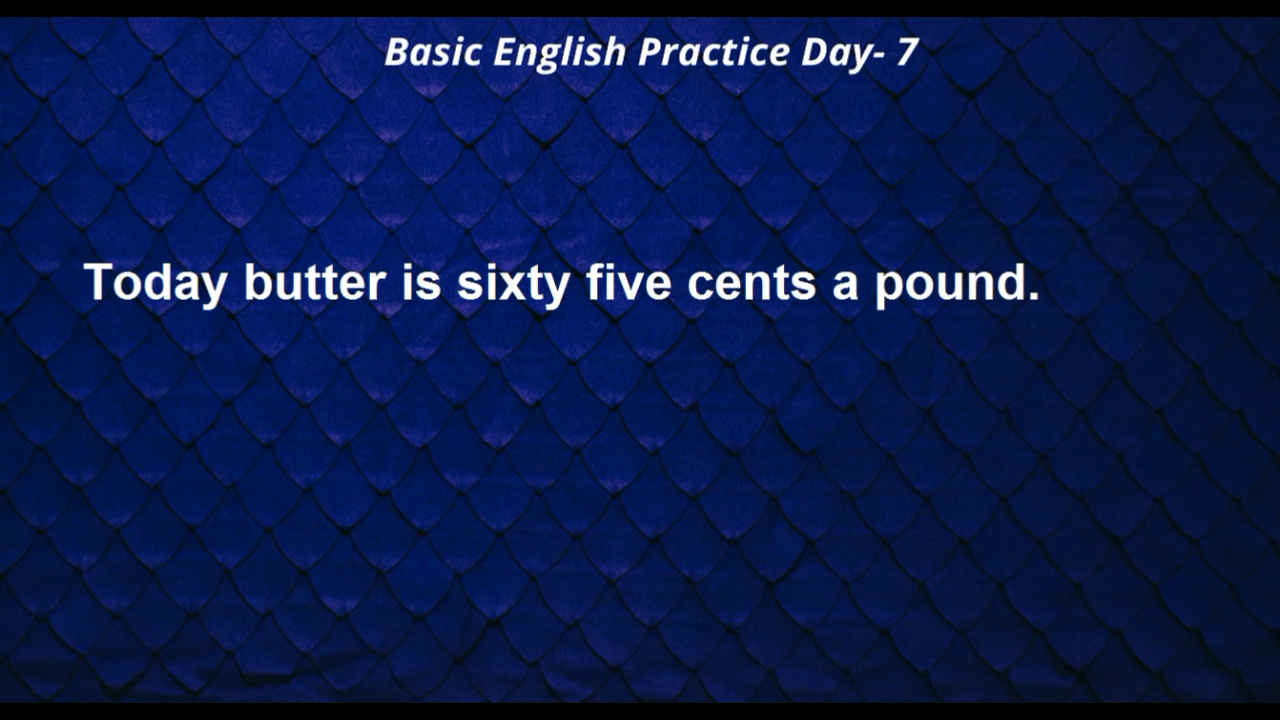 Basic English Practice Day- 7
Today butter is sixty five cents a pound.